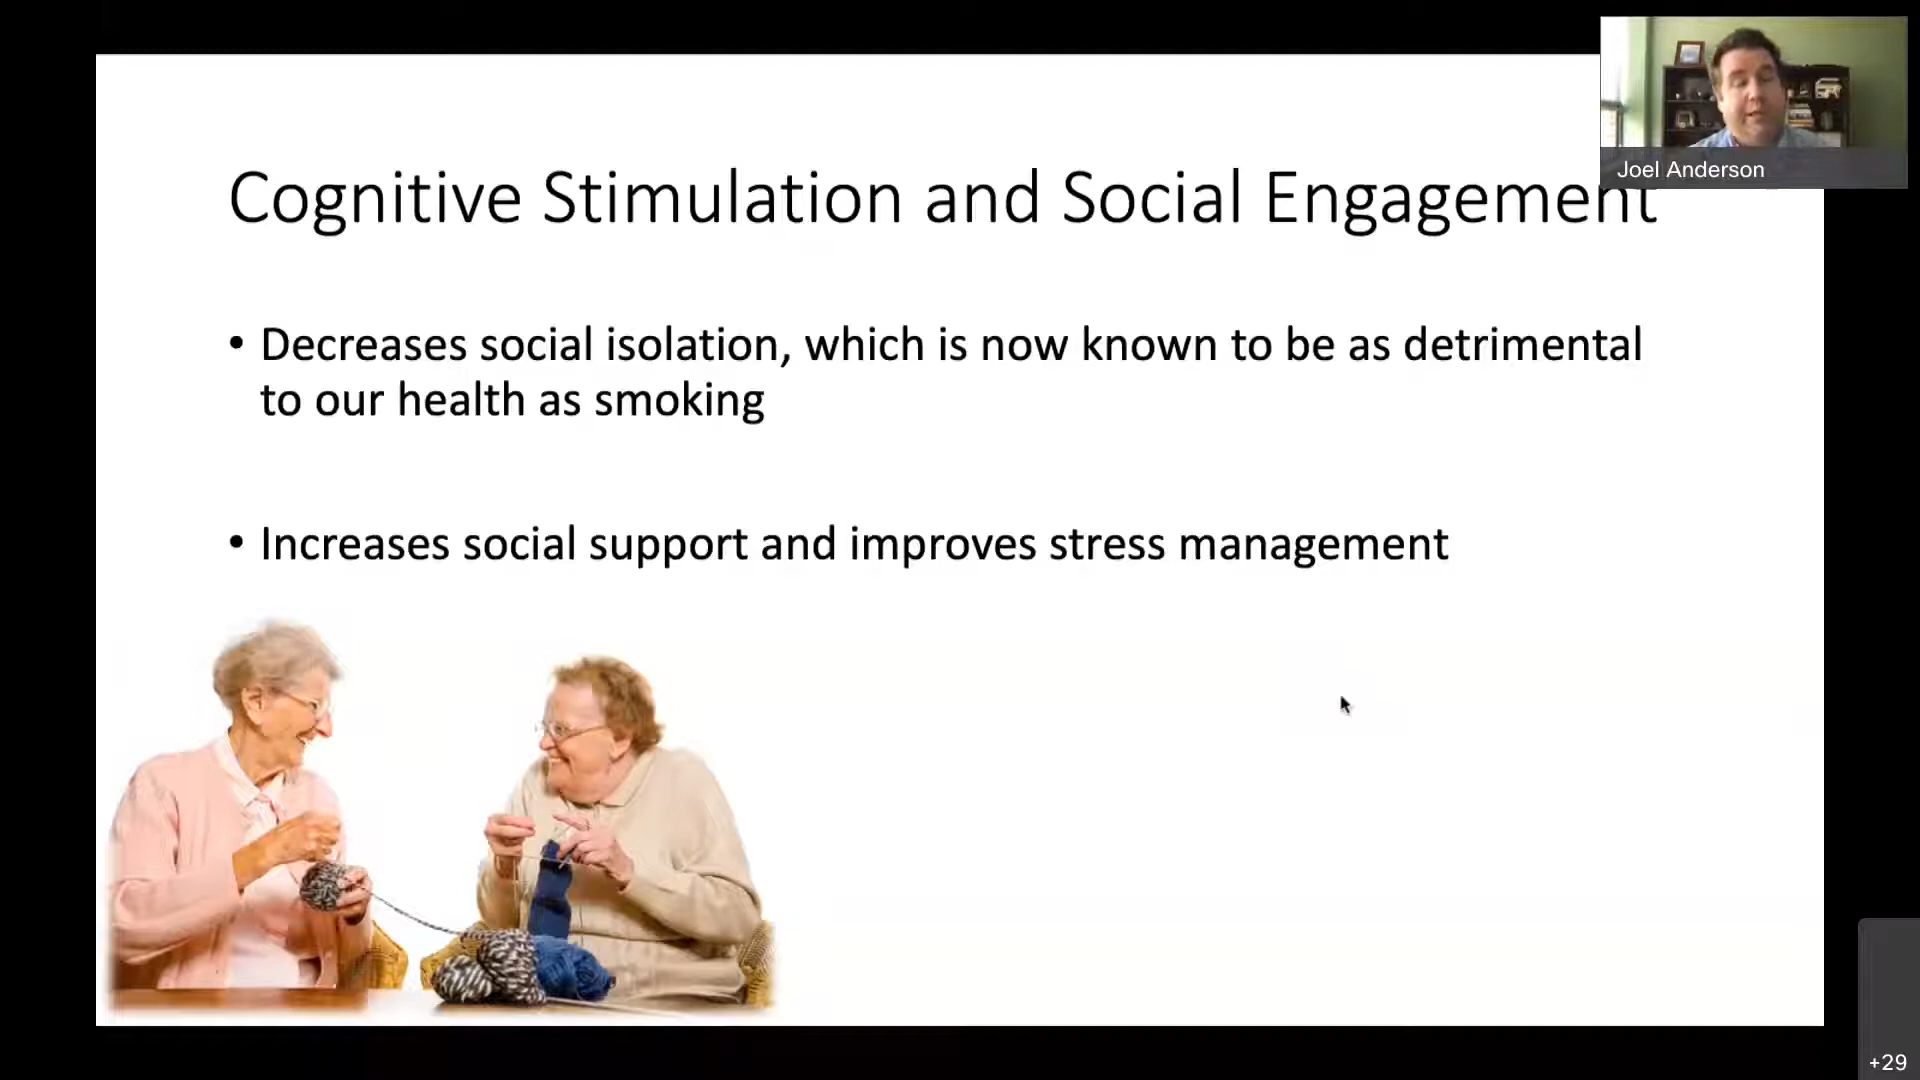 Joel Anderson
Cognitive Stimulation and Social Engagement
• Decreases social isolation, which is now known to be as detrimental
to our health as smoking
• Increases social support and improves stress management
+29